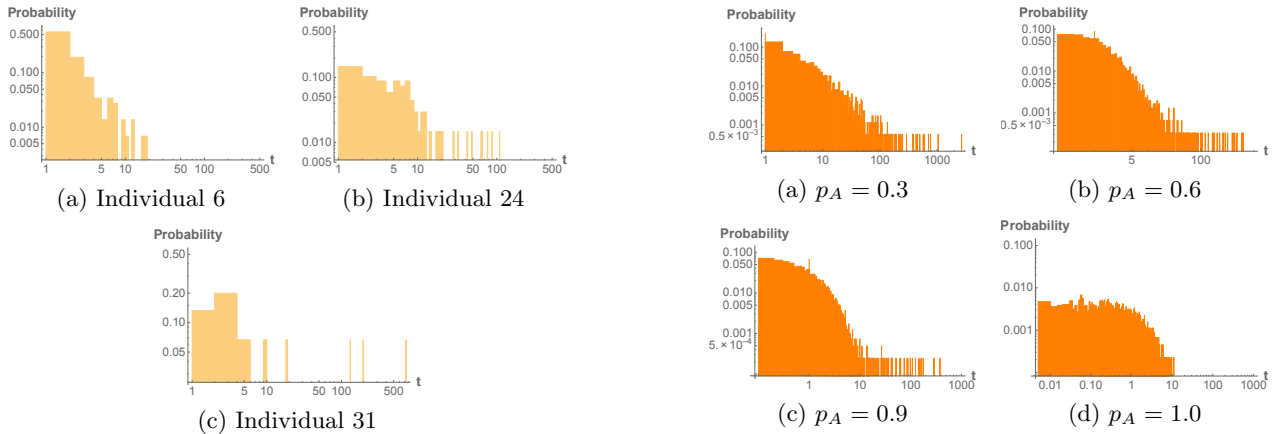 Probability
0.500
0.100
0.050
0.010
0.005
1 5 10 50 100 500 t
(a) Individual 6
Probability
0.500
0.100
0.050
0.010
0.005
1 5 10 50 100 500 t
(b) Individual 24
Probability
0.50
0.20
0.10
0.05
1 5 10 50 100 500 t
(c) Individual 31
Probability
0.100
0.050
0.010
0.005
0.001
0.5 × 10⁻³
1 10 100 1000 t
(a) p_A = 0.3
Probability
0.100
0.050
0.010
0.005
0.001
0.5 × 10⁻³
5 100 t
(b) p_A = 0.6
Probability
0.100
0.050
0.010
0.005
0.001
5. × 10⁻⁴
1 10 100 1000 t
(c) p_A = 0.9
Probability
0.100
0.010
0.001
0.01 0.10 1 10 100 1000 t
(d) p_A = 1.0